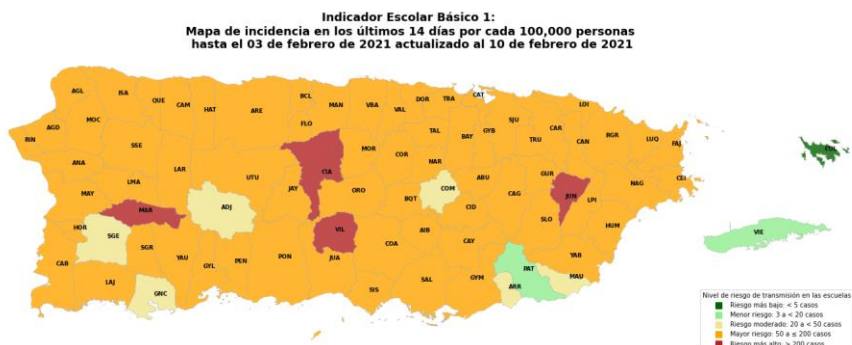 Indicador Escolar Básico 1:
Mapa de incidencia en los últimos 14 días por cada 100,000 personas
hasta el 03 de febrero de 2021 actualizado al 10 de febrero de 2021
AGL
ISA
QUE
CAM
HAT
ARE
BCL
MAN
VBA
VAL
DOR
TRA
CAT
LOI
MOC
FLO
SJU
AGD
RIN
SSE
TAL
BAY
GYB
TRU
CAR
CAN
RGR
LUQ
FAJ
CUL
ANA
LAR
MOR
COR
NAR
LMA
UTU
CIA
ABU
GUR
CEI
MAY
JAY
ORO
COM
CAG
JUN
NAG
MAR
ADJ
BQT
CID
LPI
HOR
SGE
VIL
AIB
SLO
HUM
VIE
SGR
COA
CAY
CAB
YAU
GYL
PEN
PON
JUA
YAB
LAJ
SAL
GYM
PAT
MAU
GNC
SIS
ARR
Nivel de riesgo de transmisión en las escuelas
Riesgo más bajo: < 5 casos
Menor riesgo: 3 a < 20 casos
Riesgo moderado: 20 a < 50 casos
Mayor riesgo: 50 a ≤ 200 casos
Riesgo más alto: > 200 casos